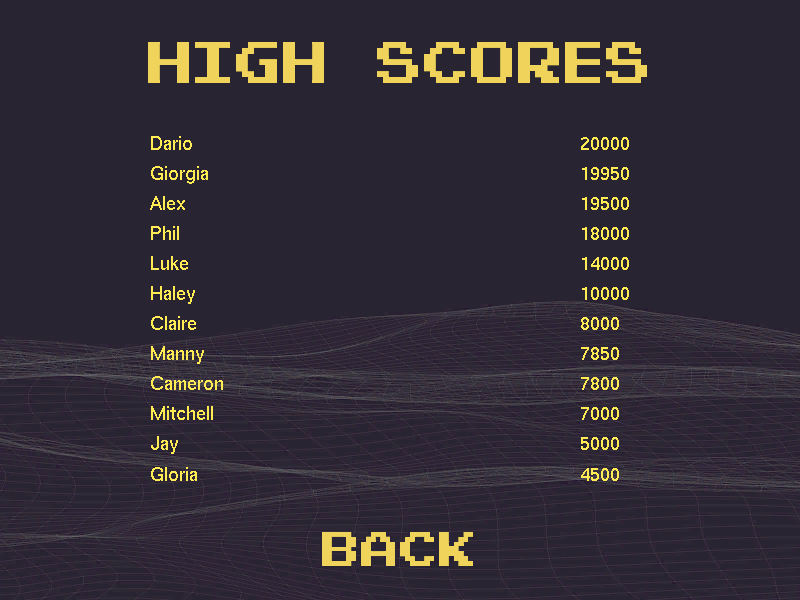 HIGH SCORES
Dario 20000
Giorgia 19950
Alex 19500
Phil 18000
Luke 14000
Haley 10000
Claire 8000
Manny 7850
Cameron 7800
Mitchell 7000
Jay 5000
Gloria 4500
BACK